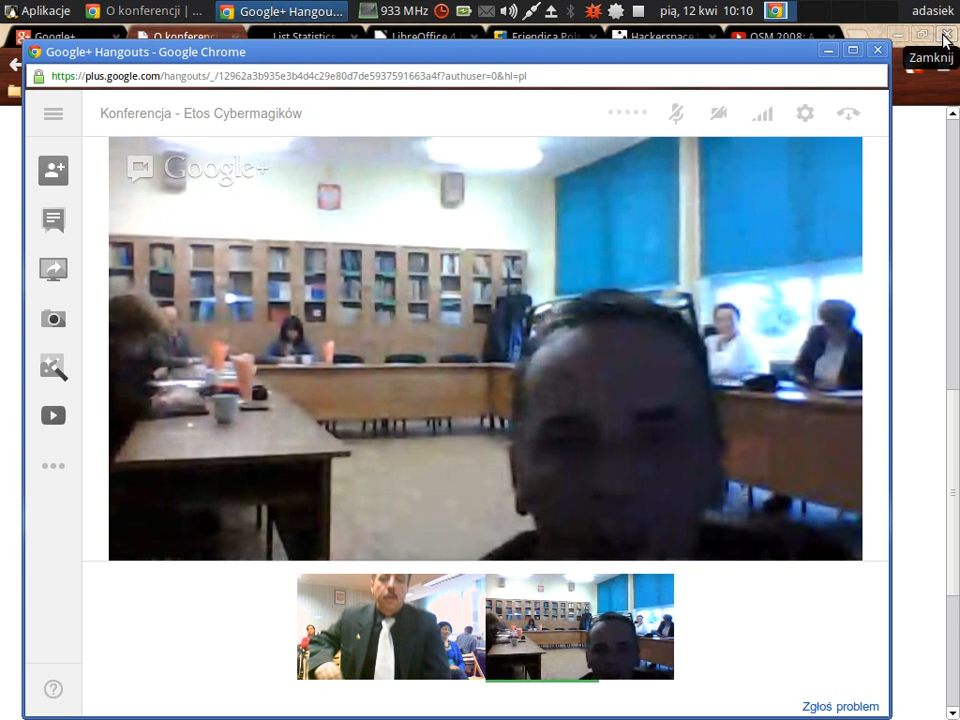 Aplikacje
O konferencji | ...
Google+ Hangou...
933 MHz
pią, 12 kwi 10:10
adasiek
Google+
O konferenc
List Statistics
LibreOffice 4
Friendica Pol
Hackerspace
OSM 2008: A
Google+ Hangouts - Google Chrome
Zamknij
https://plus.google.com/hangouts/_/12962a3b935e3b4d4c29e80d7de5937591663a4f?authuser=0&hl=pl
Konferencja - Etos Cybermagików
Google+
Zgłoś problem